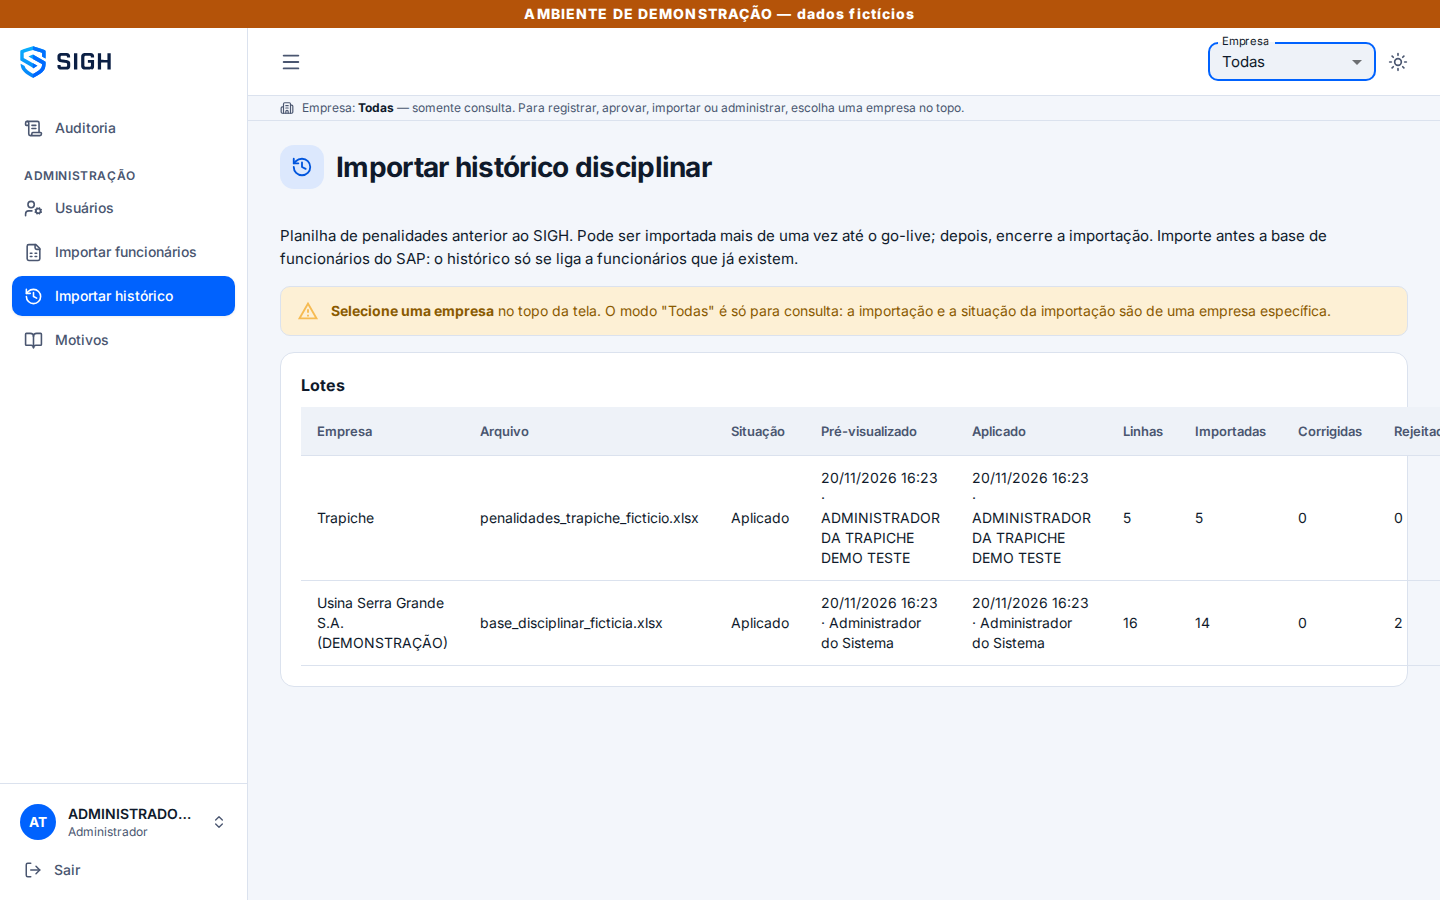 AMBIENTE DE DEMONSTRAÇÃO — dados fictícios
SIGH
Empresa
Todas
Auditoria
ADMINISTRAÇÃO
Usuários
Importar funcionários
Importar histórico
Motivos
Empresa: Todas — somente consulta. Para registrar, aprovar, importar ou administrar, escolha uma empresa no topo.
Importar histórico disciplinar
Planilha de penalidades anterior ao SIGH. Pode ser importada mais de uma vez até o go-live; depois, encerre a importação. Importe antes a base de
funcionários do SAP: o histórico só se liga a funcionários que já existem.
Selecione uma empresa no topo da tela. O modo "Todas" é só para consulta: a importação e a situação da importação são de uma empresa específica.
Lotes
Empresa Arquivo Situação Pré-visualizado Aplicado Linhas Importadas Corrigidas
Trapiche
penalidades_trapiche_ficticio.xlsx
Aplicado
20/11/2026 16:23
·
ADMINISTRADOR
DA TRAPICHE
DEMO TESTE
20/11/2026 16:23
·
ADMINISTRADOR
DA TRAPICHE
DEMO TESTE
5
5
0
0
Usina Serra Grande
S.A.
(DEMONSTRAÇÃO)
base_disciplinar_ficticia.xlsx
Aplicado
20/11/2026 16:23
· Administrador
do Sistema
20/11/2026 16:23
· Administrador
do Sistema
16
14
0
2
AT
ADMINISTRADO...
Administrador
Sair